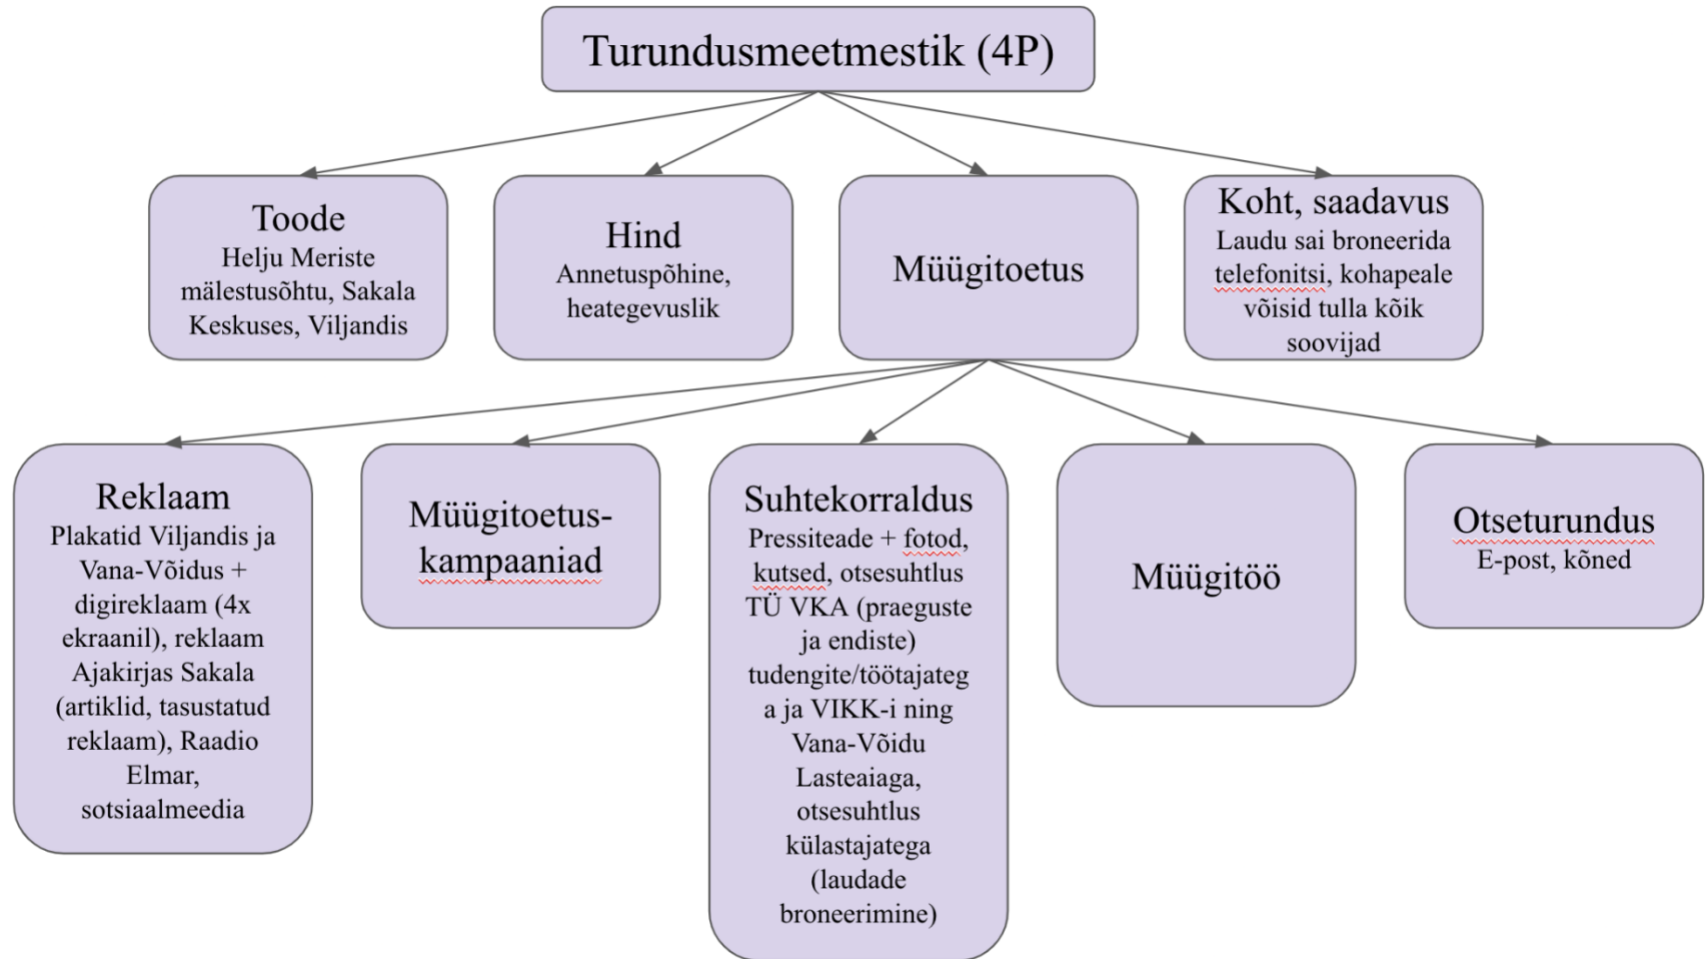 Turundusmeetmestik (4P)
Toode
Helju Meriste
mälestusõhtu, Sakala
Keskuses, Viljandis
Hind
Annetuspõhine,
heategevuslik
Müügitoetus
Koht, saadavus
Laudu sai broneerida
telefonitsi, kohapeale
võisid tulla kõik
soovijad
Reklaam
Plakatid Viljandis ja
Vana-Võidus +
digireklaam (4x
ekraanil), reklaam
Ajakirjas Sakala
(artiklid, tasustatud
reklaam), Raadio
Elmar,
sotsiaalmeedia
Müügitoetus-
kampaaniad
Suhtekorraldus
Pressiteade + fotod,
kutsed, otsesuhtlus
TÜ VKA (praeguste
ja endiste)
tudengite/töötajateg
a ja VIKK-i ning
Vana-Võidu
Lasteaiaga,
otsesuhtlus
külastajatega
(laudade
broneerimine)
Müügitöö
Otseturundus
E-post, kõned